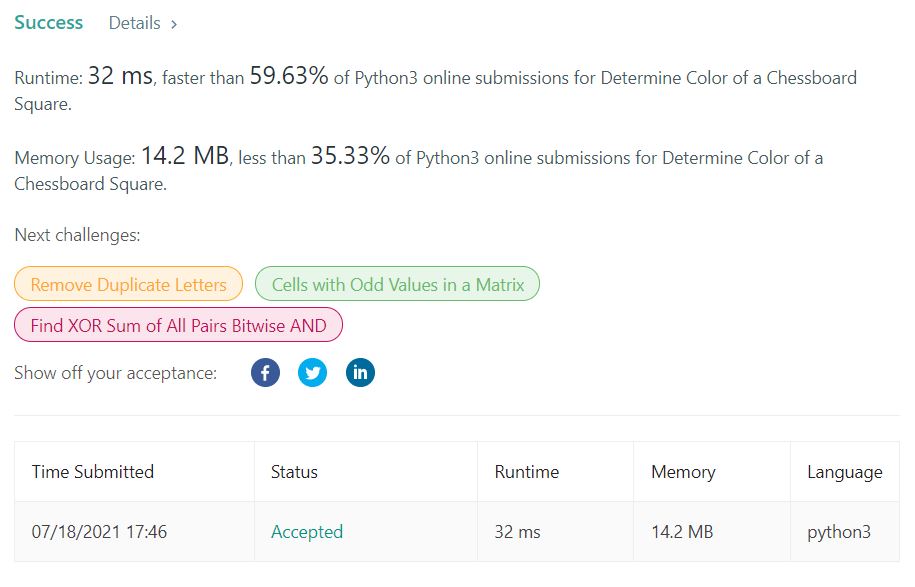 Success Details >
Runtime: 32 ms, faster than 59.63% of Python3 online submissions for Determine Color of a Chessboard
Square.
Memory Usage: 14.2 MB, less than 35.33% of Python3 online submissions for Determine Color of a
Chessboard Square.
Next challenges:
Remove Duplicate Letters Cells with Odd Values in a Matrix
Find XOR Sum of All Pairs Bitwise AND
Show off your acceptance: f in
Time Submitted Status Runtime Memory Language
07/18/2021 17:46 Accepted 32 ms 14.2 MB python3